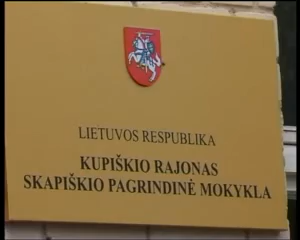 LIETUVOS RESPUBLIKA
KUPIŠKIO RAJONAS
SKAPIŠKIO PAGRINDINĖ MOKYKLA